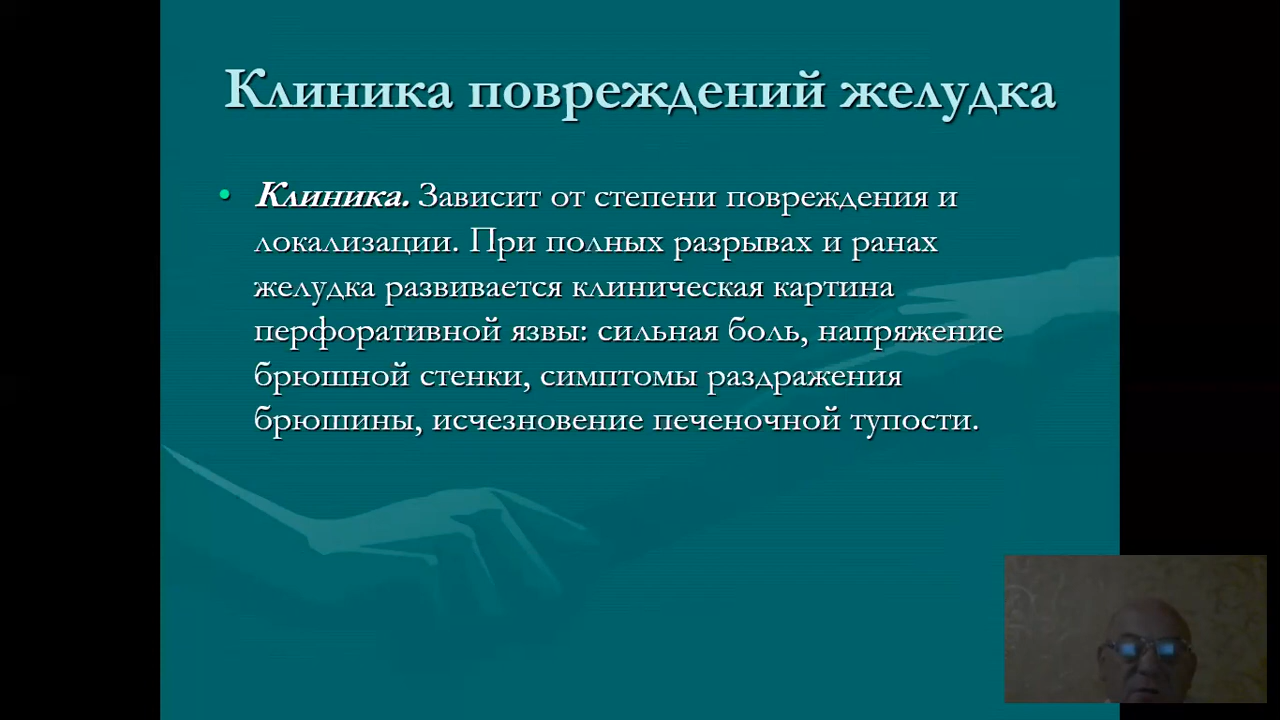 Клиника повреждений желудка
• Клиника. Зависит от степени повреждения и
локализации. При полных разрывах и ранах
желудка развивается клиническая картина
перфоративной язвы: сильная боль, напряжение
брюшной стенки, симптомы раздражения
брюшины, исчезновение печеночной тупости.